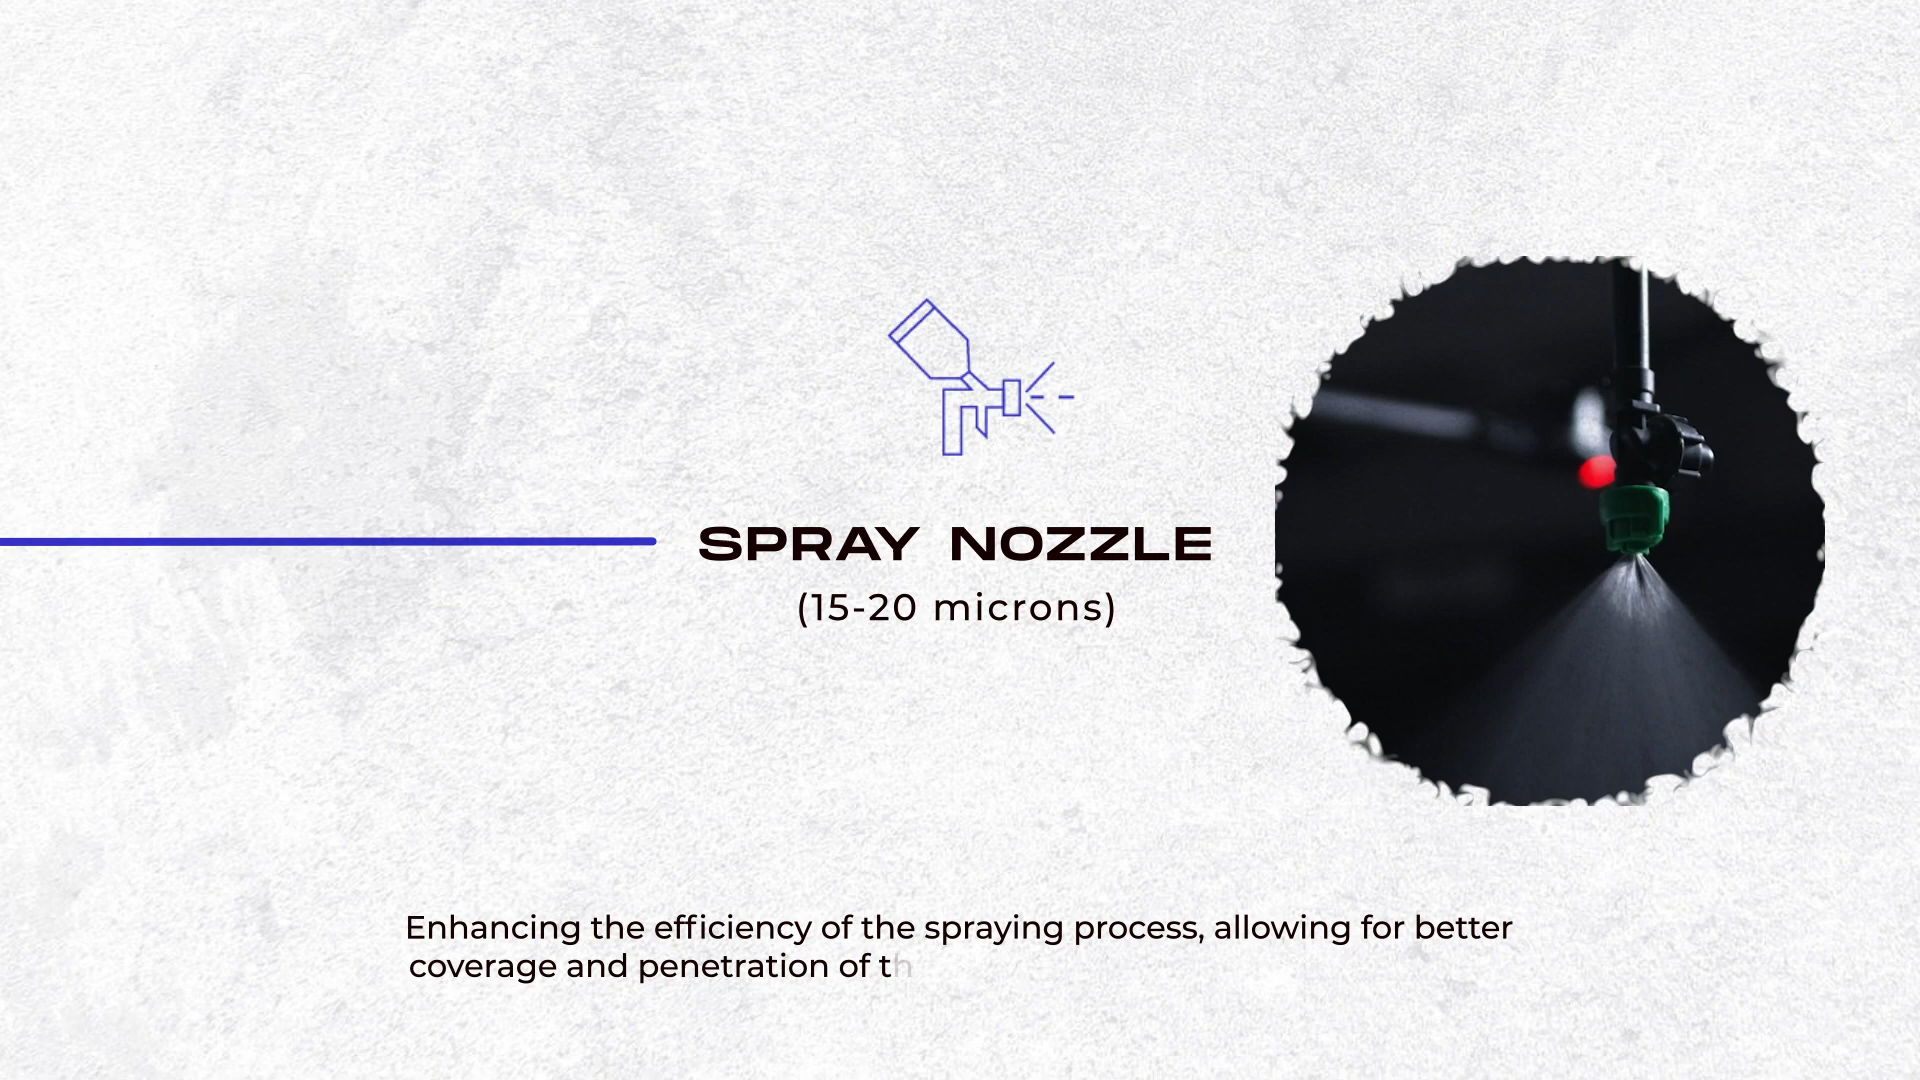 SPRAY NOZZLE
(15-20 microns)
Enhancing the efficiency of the spraying process, allowing for better
coverage and penetration of th